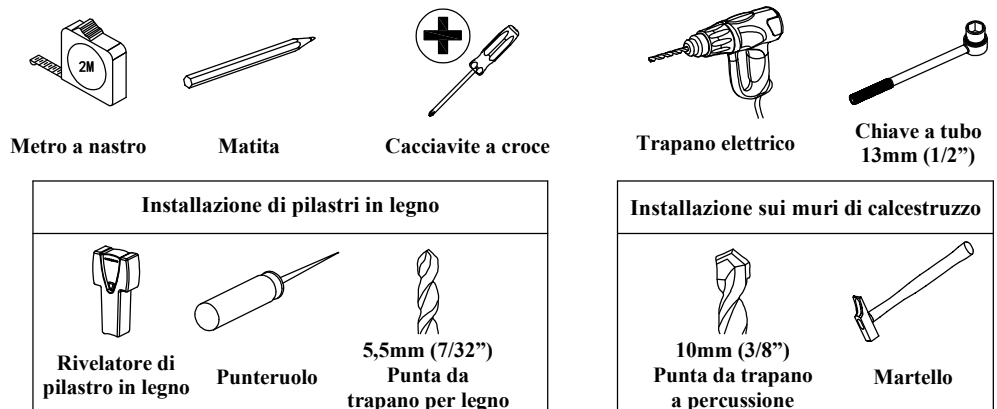 2M
Metro a nastro
Matita
Cacciavite a croce
Trapano elettrico
Chiave a tubo
13mm (1/2”)
Installazione di pilastri in legno
Rivelatore di
pilastro in legno
Punteruolo
5,5mm (7/32”)
Punta da
trapano per legno
Installazione sui muri di calcestruzzo
10mm (3/8”)
Punta da trapano
a percussione
Martello